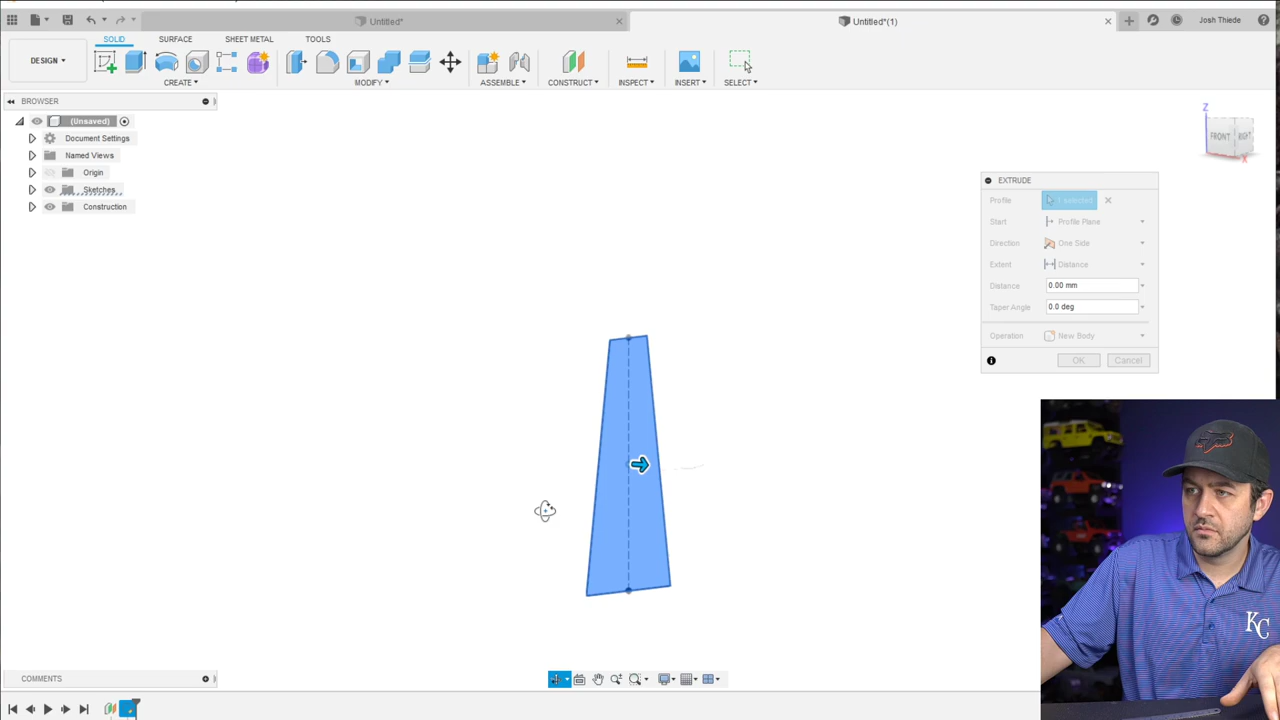 Untitled*
Untitled*(1)
Josh Thiede
DESIGN
SOLID
SURFACE
SHEET METAL
TOOLS
CREATE
MODIFY
ASSEMBLE
CONSTRUCT
INSPECT
INSERT
SELECT
BROWSER
(Unsaved)
Document Settings
Named Views
Origin
Sketches
Construction
Z
FRONT
RIGHT
X
EXTRUDE
Profile
1 selected
Start
Profile Plane
Direction
One Side
Extent
Distance
Distance
0.00 mm
Taper Angle
0.0 deg
Operation
New Body
OK
Cancel
KC
COMMENTS